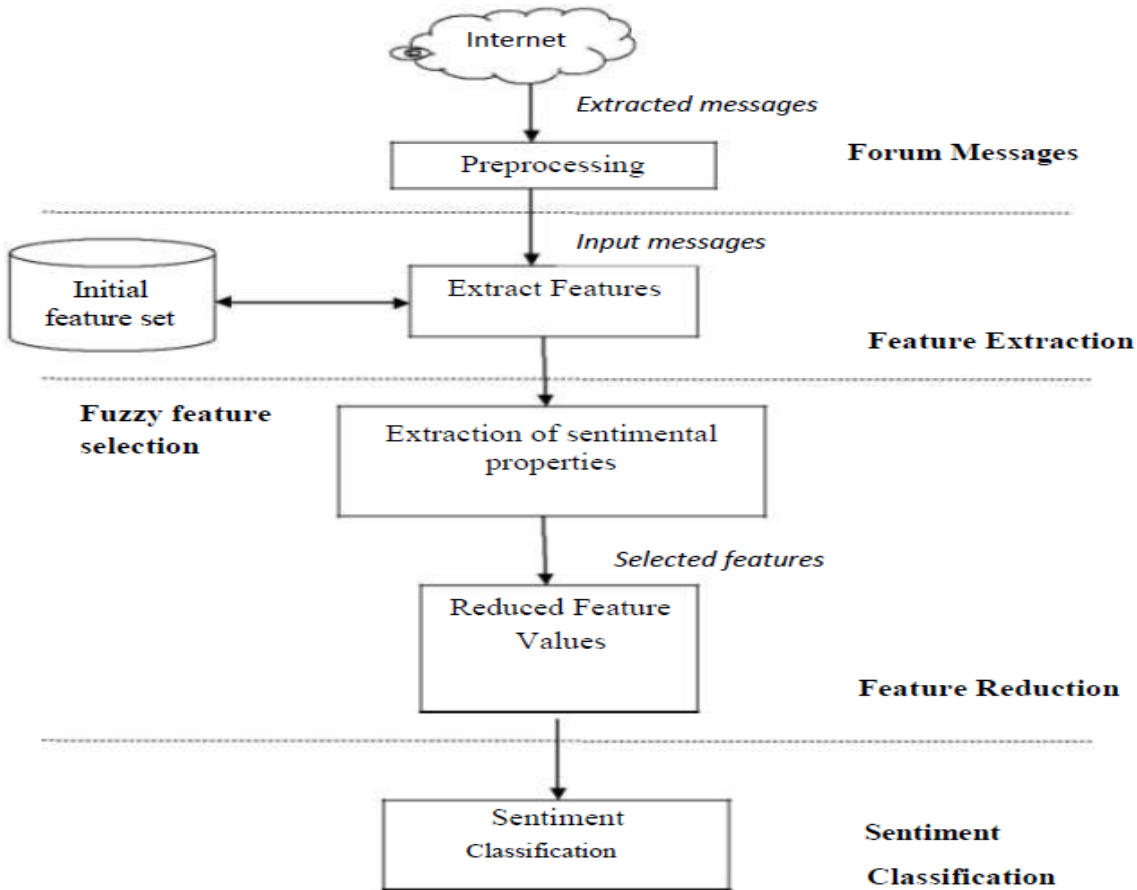 Internet
Extracted messages
Preprocessing
Forum Messages
Input messages
Initial
feature set
Extract Features
Feature Extraction
Fuzzy feature
selection
Extraction of sentimental
properties
Selected features
Reduced Feature
Values
Feature Reduction
Sentiment
Classification
Sentiment
Classification